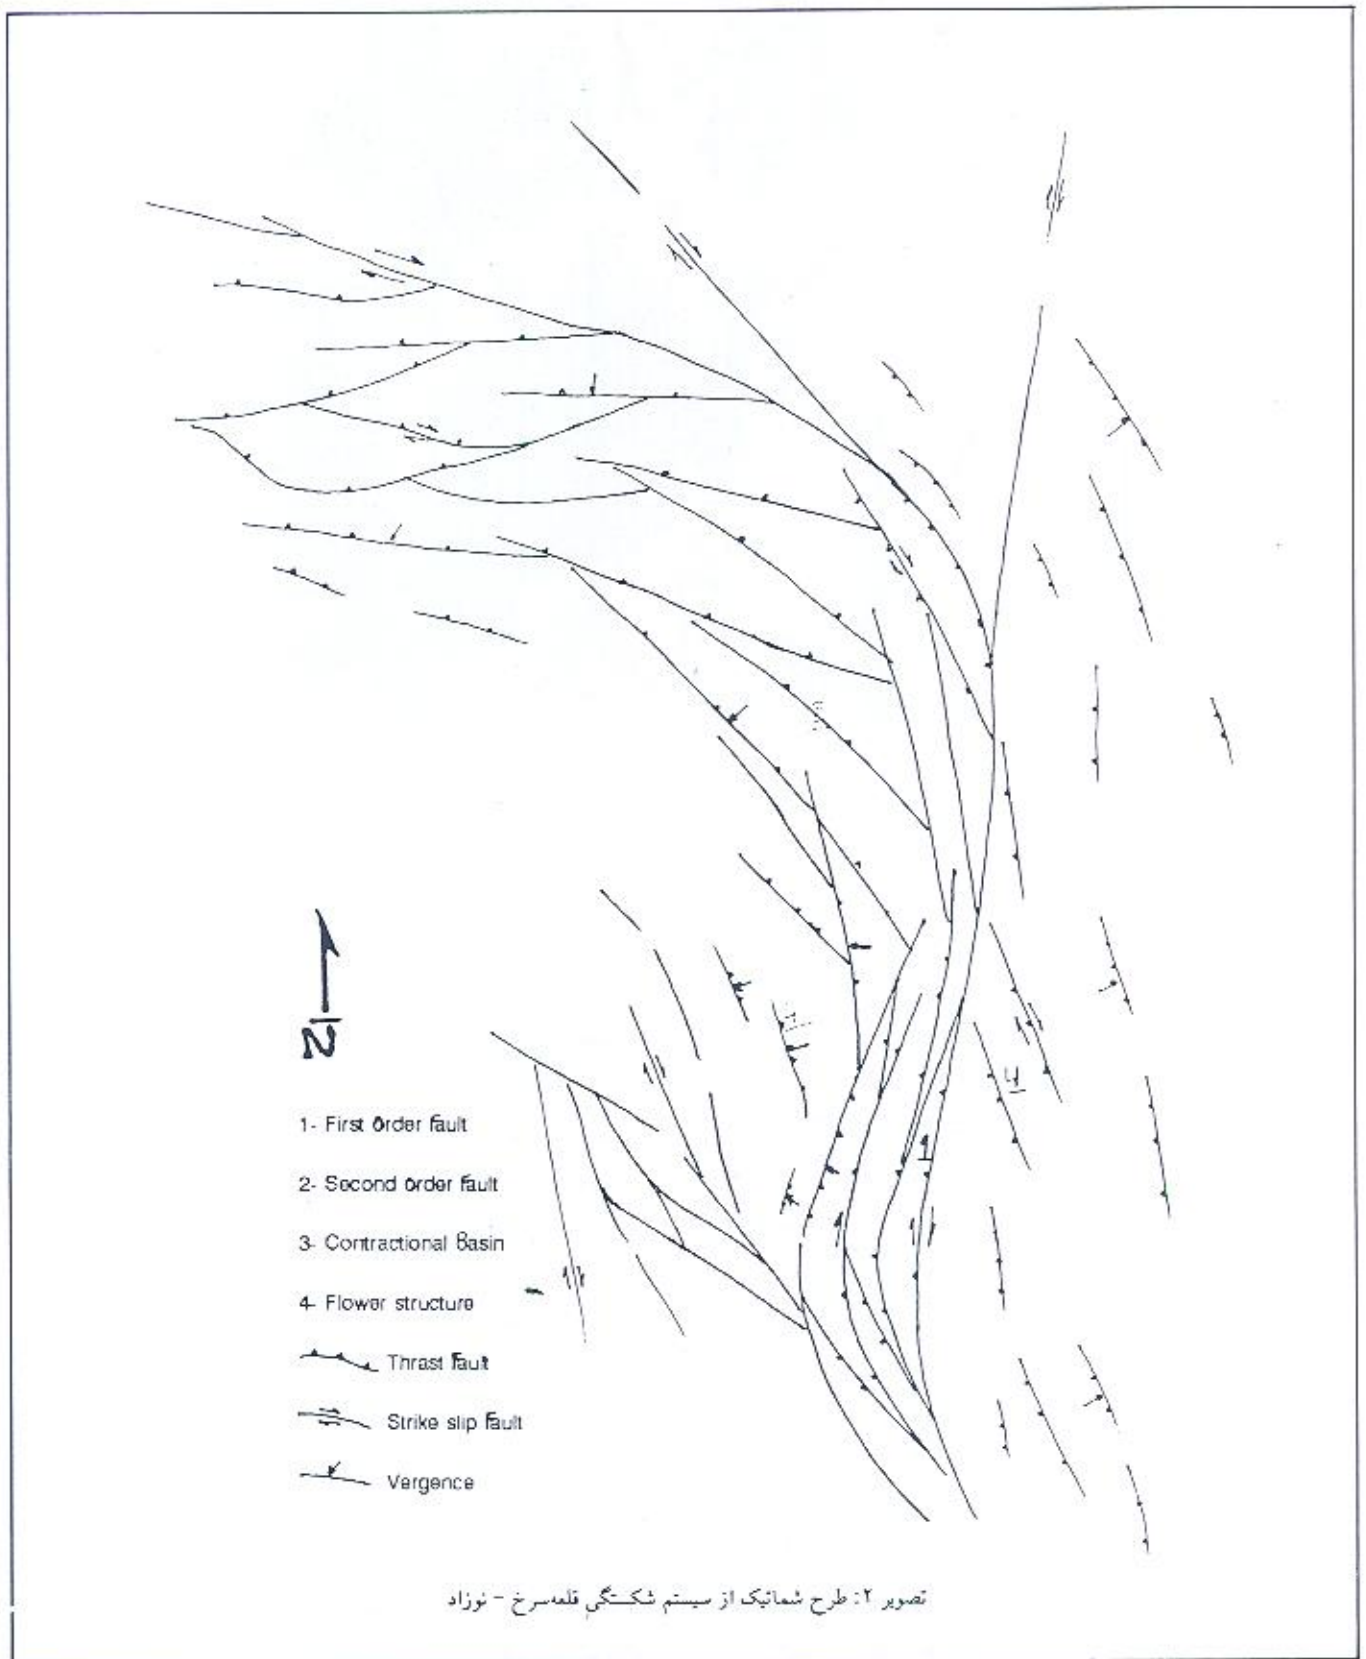 N
1- First order fault
2- Second order fault
3- Contractional Basin
4- Flower structure
Thrast fault
Strike slip fault
Vergence
تصویر ۲: طرح شماتیک از سیستم شکستگی قلعه‌سرخ - نوزاد